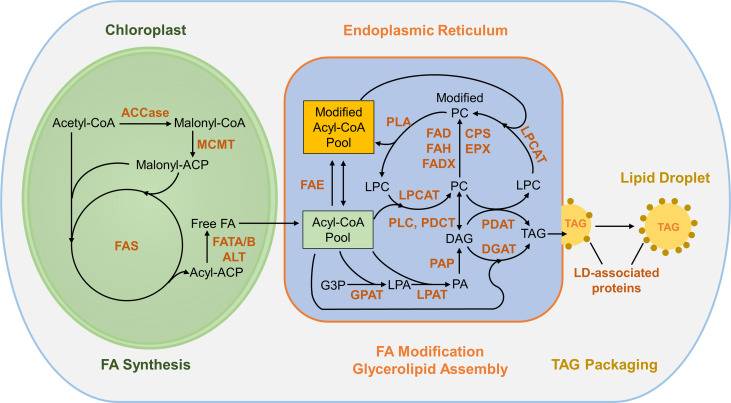 Chloroplast
Endoplasmic Reticulum
ACCase
Acetyl-CoA
Malonyl-CoA
MCMT
Malonyl-ACP
FAS
Free FA
FATA/B
ALT
Acyl-ACP
FA Synthesis
Modified
Acyl-CoA
Pool
PLA
Modified
PC
FAD
FAH
FADX
CPS
EPX
LPCAT
FAE
LPC
LPCAT
PC
LPC
Acyl-CoA
Pool
PLC, PDCT
PDAT
DAG
TAG
DGAT
PAP
G3P
LPA
PA
GPAT
LPAT
FA Modification
Glycerolipid Assembly
Lipid Droplet
TAG
TAG
LD-associated
proteins
TAG Packaging